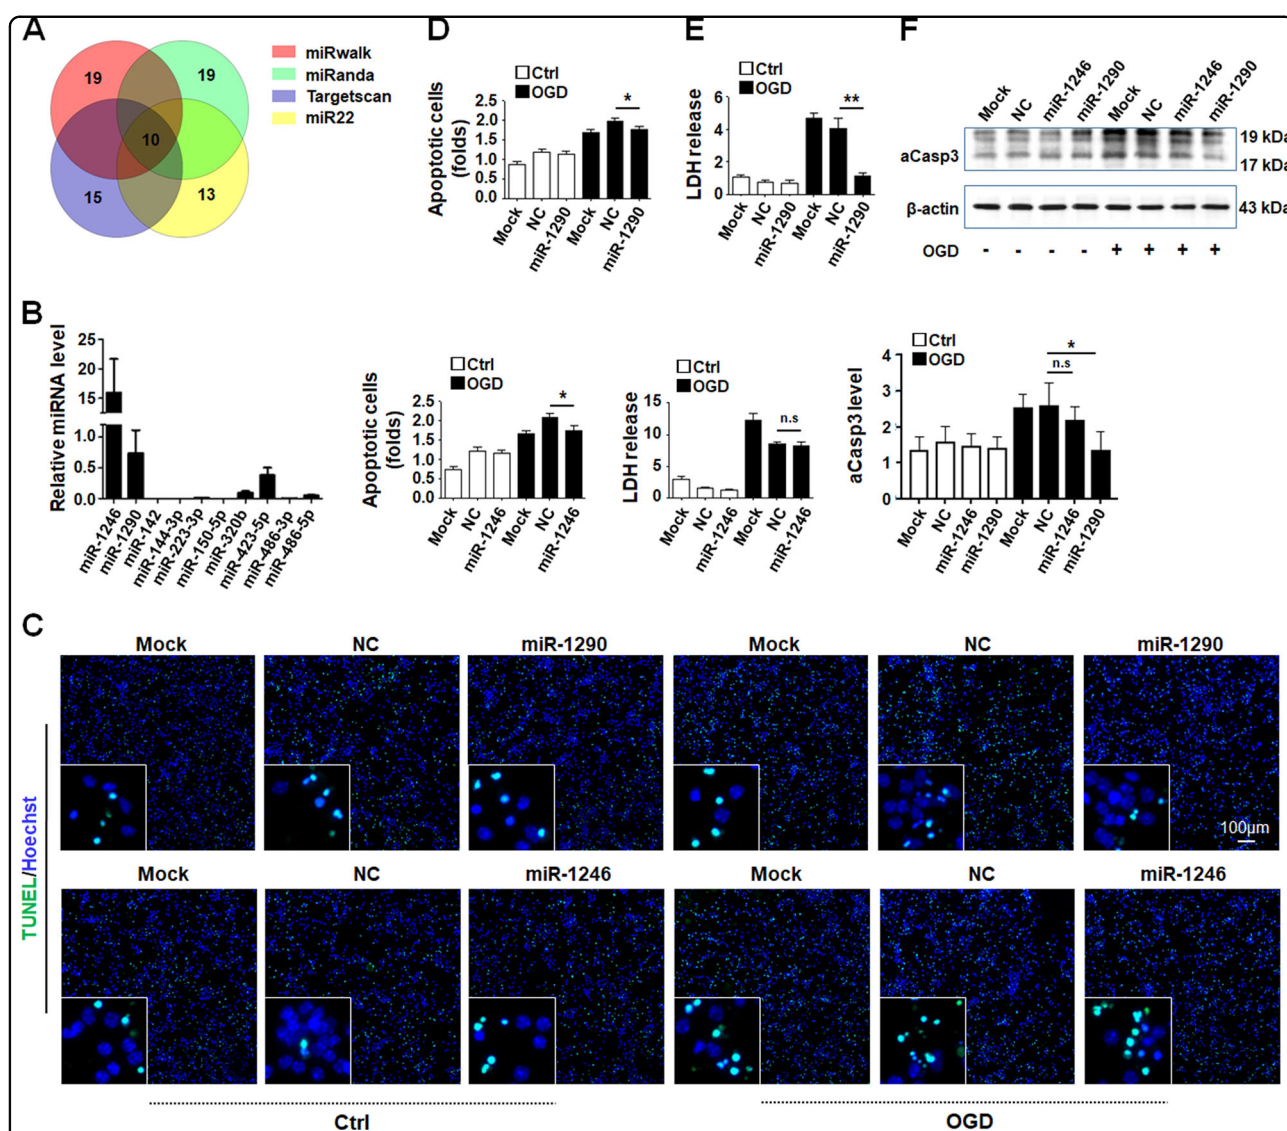 A
19
19
10
15
13
miRwalk
miRanda
Targetscan
miR22
D
Ctrl
OGD
Apoptotic cells
(folds)
2.5
2.0
1.5
1.0
0.5
0.0
*
Mock
NC
miR-1290
Mock
NC
miR-1290
E
Ctrl
OGD
LDH release
6
4
2
0
**
Mock
NC
miR-1290
Mock
NC
miR-1290
F
Mock
NC
miR-1246
miR-1290
Mock
NC
miR-1246
miR-1290
aCasp3
19 kDa
17 kDa
β-actin
43 kDa
OGD - - - - + + + +
B
Relative miRNA level
25
20
15
10
1.0
0.5
0.0
miR-1246
miR-1290
miR-142
miR-144-3p
miR-223-3p
miR-150-5p
miR-320b
miR-423-5p
miR-486-3p
miR-486-5p
Ctrl
OGD
Apoptotic cells
(folds)
2.5
2.0
1.5
1.0
0.5
0.0
*
Mock
NC
miR-1246
Mock
NC
miR-1246
Ctrl
OGD
LDH release
15
10
5
0
n.s
Mock
NC
miR-1246
Mock
NC
miR-1246
Ctrl
OGD
aCasp3 level
4
3
2
1
0
*
n.s
Mock
NC
miR-1246
miR-1290
Mock
NC
miR-1246
miR-1290
C
Mock NC miR-1290 Mock NC miR-1290
100μm
TUNEL/Hoechst
Mock NC miR-1246 Mock NC miR-1246
Ctrl OGD